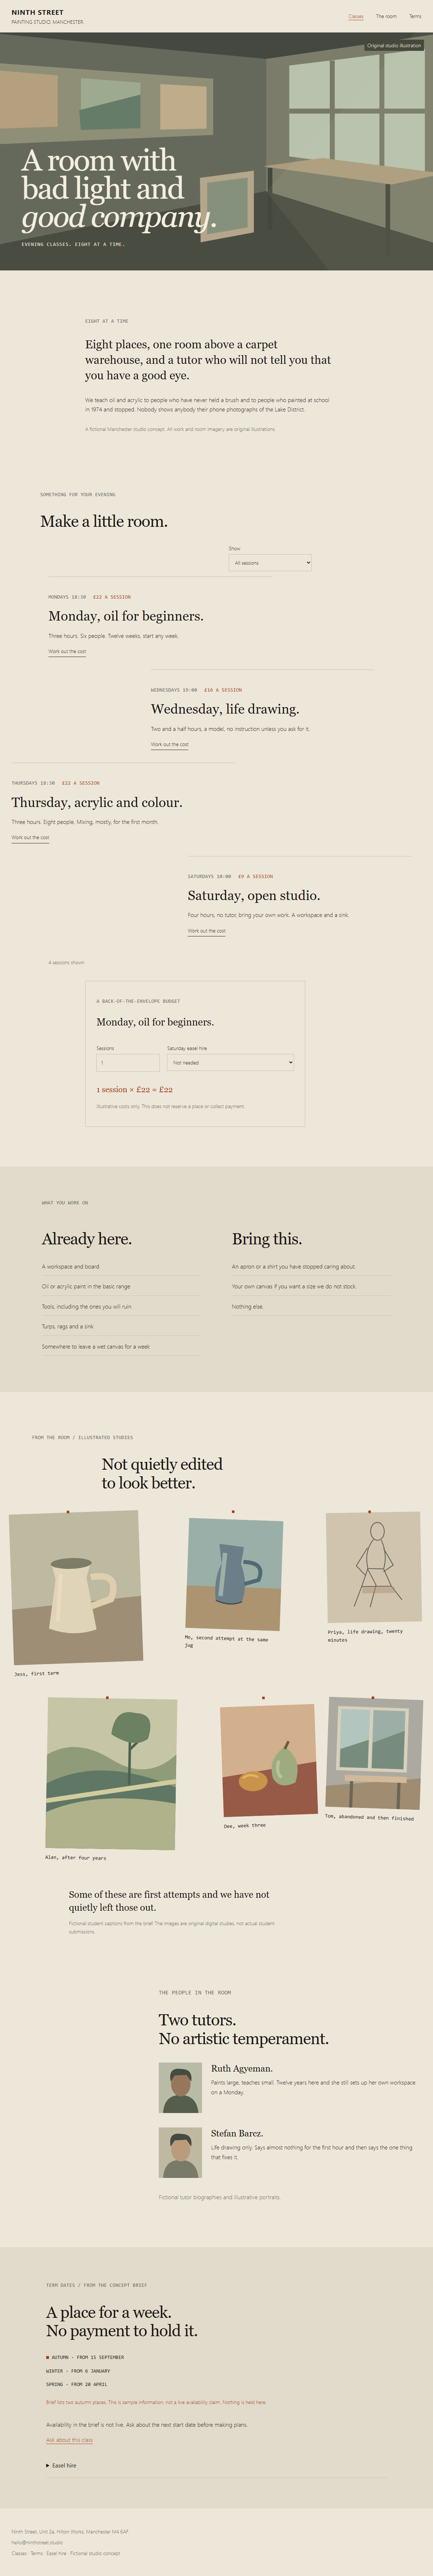 NINTH STREET
PAINTING STUDIO, MANCHESTER.
Classes
The room
Terms
Original studio illustration
A room with
bad light and
good company.
EVENING CLASSES. EIGHT AT A TIME.
EIGHT AT A TIME
Eight places, one room above a carpet
warehouse, and a tutor who will not tell you that
you have a good eye.
We teach oil and acrylic to people who have never held a brush and to people who painted at school
in 1974 and stopped. Nobody shows anybody their phone photographs of the Lake District.
A fictional Manchester studio concept. All work and room imagery are original illustrations.
SOMETHING FOR YOUR EVENING
Make a little room.
Show
All sessions
MONDAYS 18:30 £22 A SESSION
Monday, oil for beginners.
Three hours. Six people. Twelve weeks, start any week.
Work out the cost
WEDNESDAYS 19:00 £16 A SESSION
Wednesday, life drawing.
Two and a half hours, a model, no instruction unless you ask for it.
Work out the cost
THURSDAYS 18:30 £22 A SESSION
Thursday, acrylic and colour.
Three hours. Eight people. Mixing, mostly, for the first month.
Work out the cost
SATURDAYS 10:00 £9 A SESSION
Saturday, open studio.
Four hours, no tutor, bring your own work. A workspace and a sink.
Work out the cost
4 sessions shown
A BACK-OF-THE-ENVELOPE BUDGET
Monday, oil for beginners.
Sessions
Saturday easel hire
1
Not needed
1 session × £22 = £22
Illustrative costs only. This does not reserve a place or collect payment.
WHAT YOU WORK ON
Already here.
A workspace and board
Oil or acrylic paint in the basic range
Tools, including the ones you will ruin
Turps, rags and a sink
Somewhere to leave a wet canvas for a week
Bring this.
An apron or a shirt you have stopped caring about.
Your own canvas if you want a size we do not stock.
Nothing else.
FROM THE ROOM / ILLUSTRATED STUDIES
Not quietly edited
to look better.
Jess, first term
Mo, second attempt at the same
jug
Priya, life drawing, twenty
minutes
Alan, after four years
Dee, week three
Tom, abandoned and then finished
Some of these are first attempts and we have not
quietly left those out.
Fictional student captions from the brief. The images are original digital studies, not actual student
submissions.
THE PEOPLE IN THE ROOM
Two tutors.
No artistic temperament.
Ruth Agyeman.
Paints large, teaches small. Twelve years here and she still sets up her own workspace
on a Monday.
Stefan Barcz.
Life drawing only. Says almost nothing for the first hour and then says the one thing
that fixes it.
Fictional tutor biographies and illustrative portraits.
TERM DATES / FROM THE CONCEPT BRIEF
A place for a week.
No payment to hold it.
AUTUMN - FROM 15 SEPTEMBER
WINTER - FROM 6 JANUARY
SPRING - FROM 20 APRIL
Brief lists two autumn places. This is sample information, not a live availability claim. Nothing is held here.
Availability in the brief is not live. Ask about the next start date before making plans.
Ask about this class
Easel hire
Ninth Street, Unit 2a, Hilton Works, Manchester M4 6AF
hello@ninthstreet.studio
Classes · Terms · Easel hire · Fictional studio concept